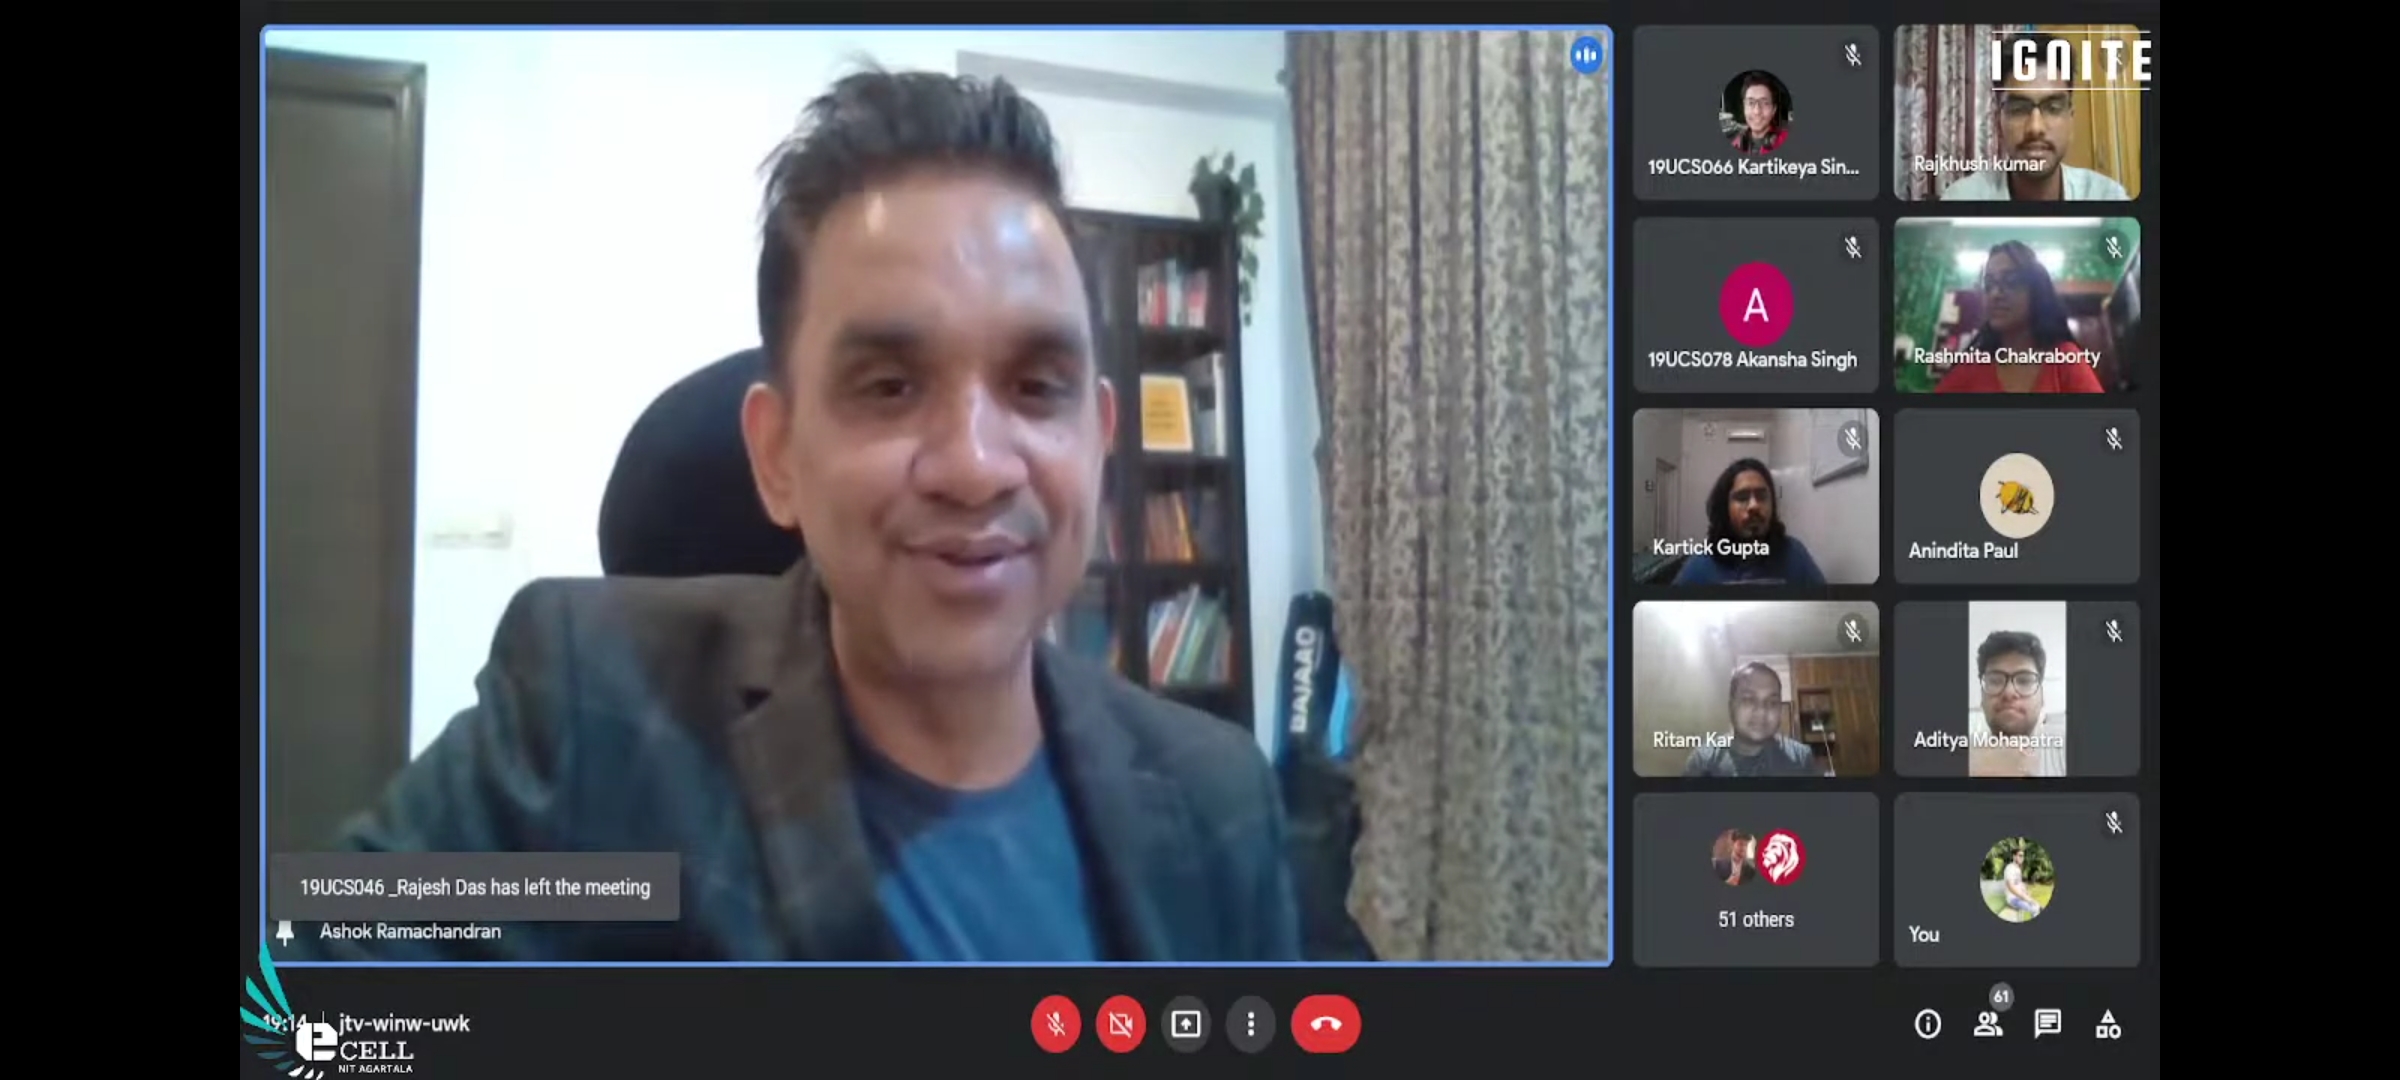 IGNITE
19UCS066 Kartikeya Sin...
Rajkhush kumar
A
19UCS078 Akansha Singh
Rashmita Chakraborty
Kartick Gupta
Anindita Paul
Ritam Kar
Aditya Mohapatra
51 others
You
BAJAAO
19UCS046 _Rajesh Das has left the meeting
Ashok Ramachandran
19:14 | jtv-winw-uwk
61
e
CELL
NIT AGARTALA